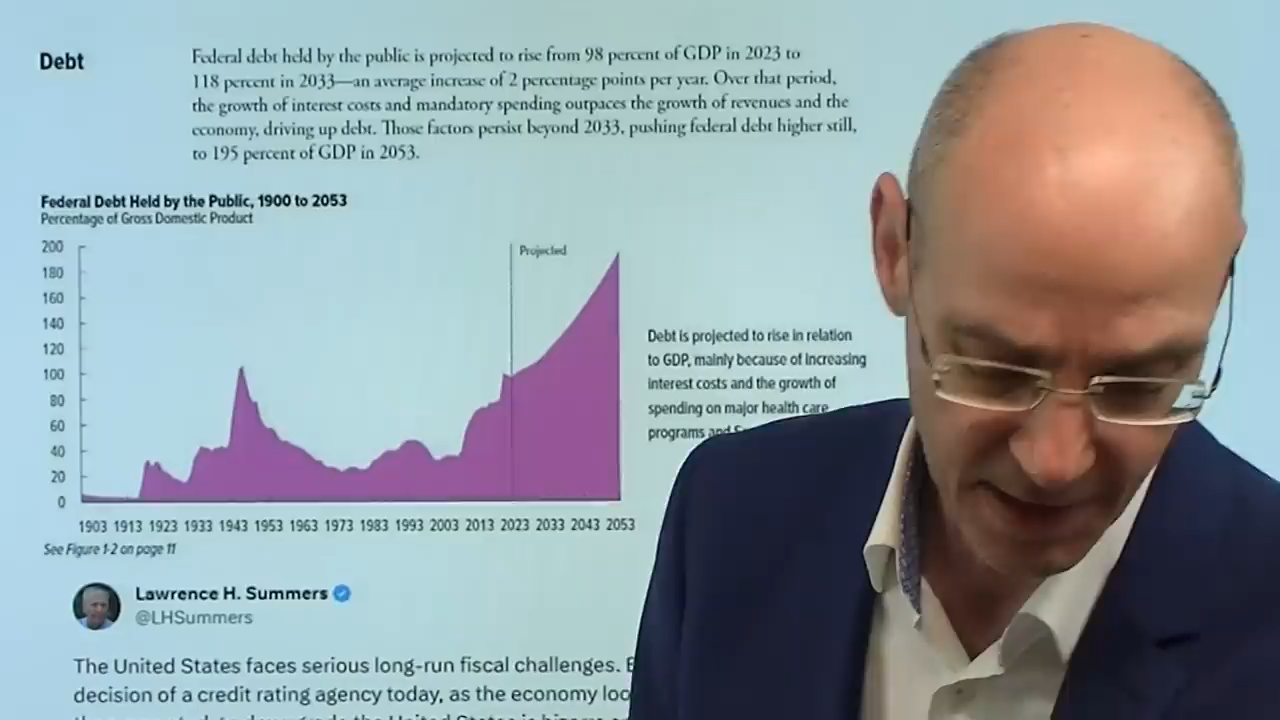 Debt
Federal debt held by the public is projected to rise from 98 percent of GDP in 2023 to
118 percent in 2033—an average increase of 2 percentage points per year. Over that period,
the growth of interest costs and mandatory spending outpaces the growth of revenues and the
economy, driving up debt. Those factors persist beyond 2033, pushing federal debt higher still,
to 195 percent of GDP in 2053.
Federal Debt Held by the Public, 1900 to 2053
Percentage of Gross Domestic Product
200
180
160
140
120
100
80
60
40
20
0
Projected
1903 1913 1923 1933 1943 1953 1963 1973 1983 1993 2003 2013 2023 2033 2043 2053
Debt is projected to rise in relation
to GDP, mainly because of increasing
interest costs and the growth of
spending on major health care
programs and
See Figure 1-2 on page 11
Lawrence H. Summers
@LHSummers
The United States faces serious long-run fiscal challenges.
decision of a credit rating agency today, as the economy